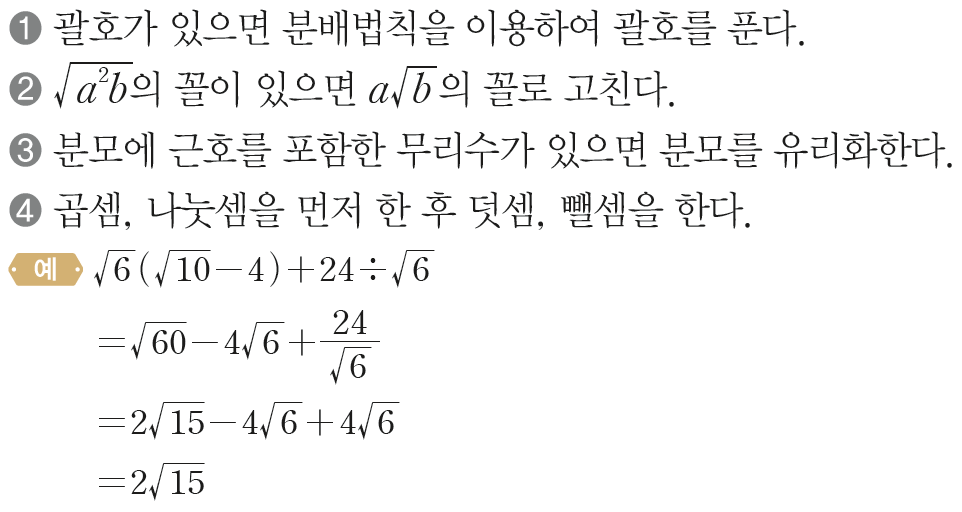 ❶ 괄호가 있으면 분배법칙을 이용하여 괄호를 푼다.
❷ √(a²b)의 꼴이 있으면 a√b의 꼴로 고친다.
❸ 분모에 근호를 포함한 무리수가 있으면 분모를 유리화한다.
❹ 곱셈, 나눗셈을 먼저 한 후 덧셈, 뺄셈을 한다.
예 √6(√10-4)+24÷√6
=√60-4√6+24/√6
=2√15-4√6+4√6
=2√15